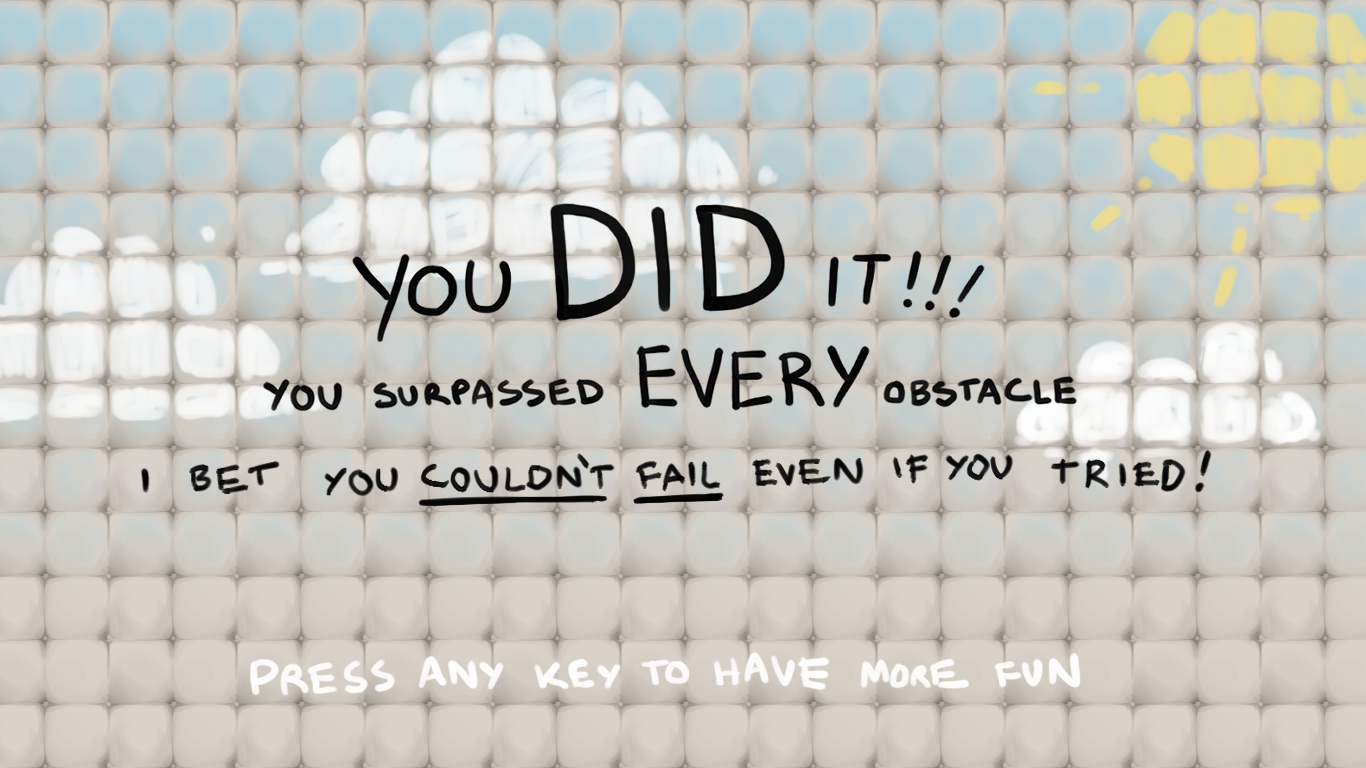 YOU DID IT!!!
YOU SURPASSED EVERY OBSTACLE
I BET YOU COULDN'T FAIL EVEN IF YOU TRIED!
PRESS ANY KEY TO HAVE MORE FUN